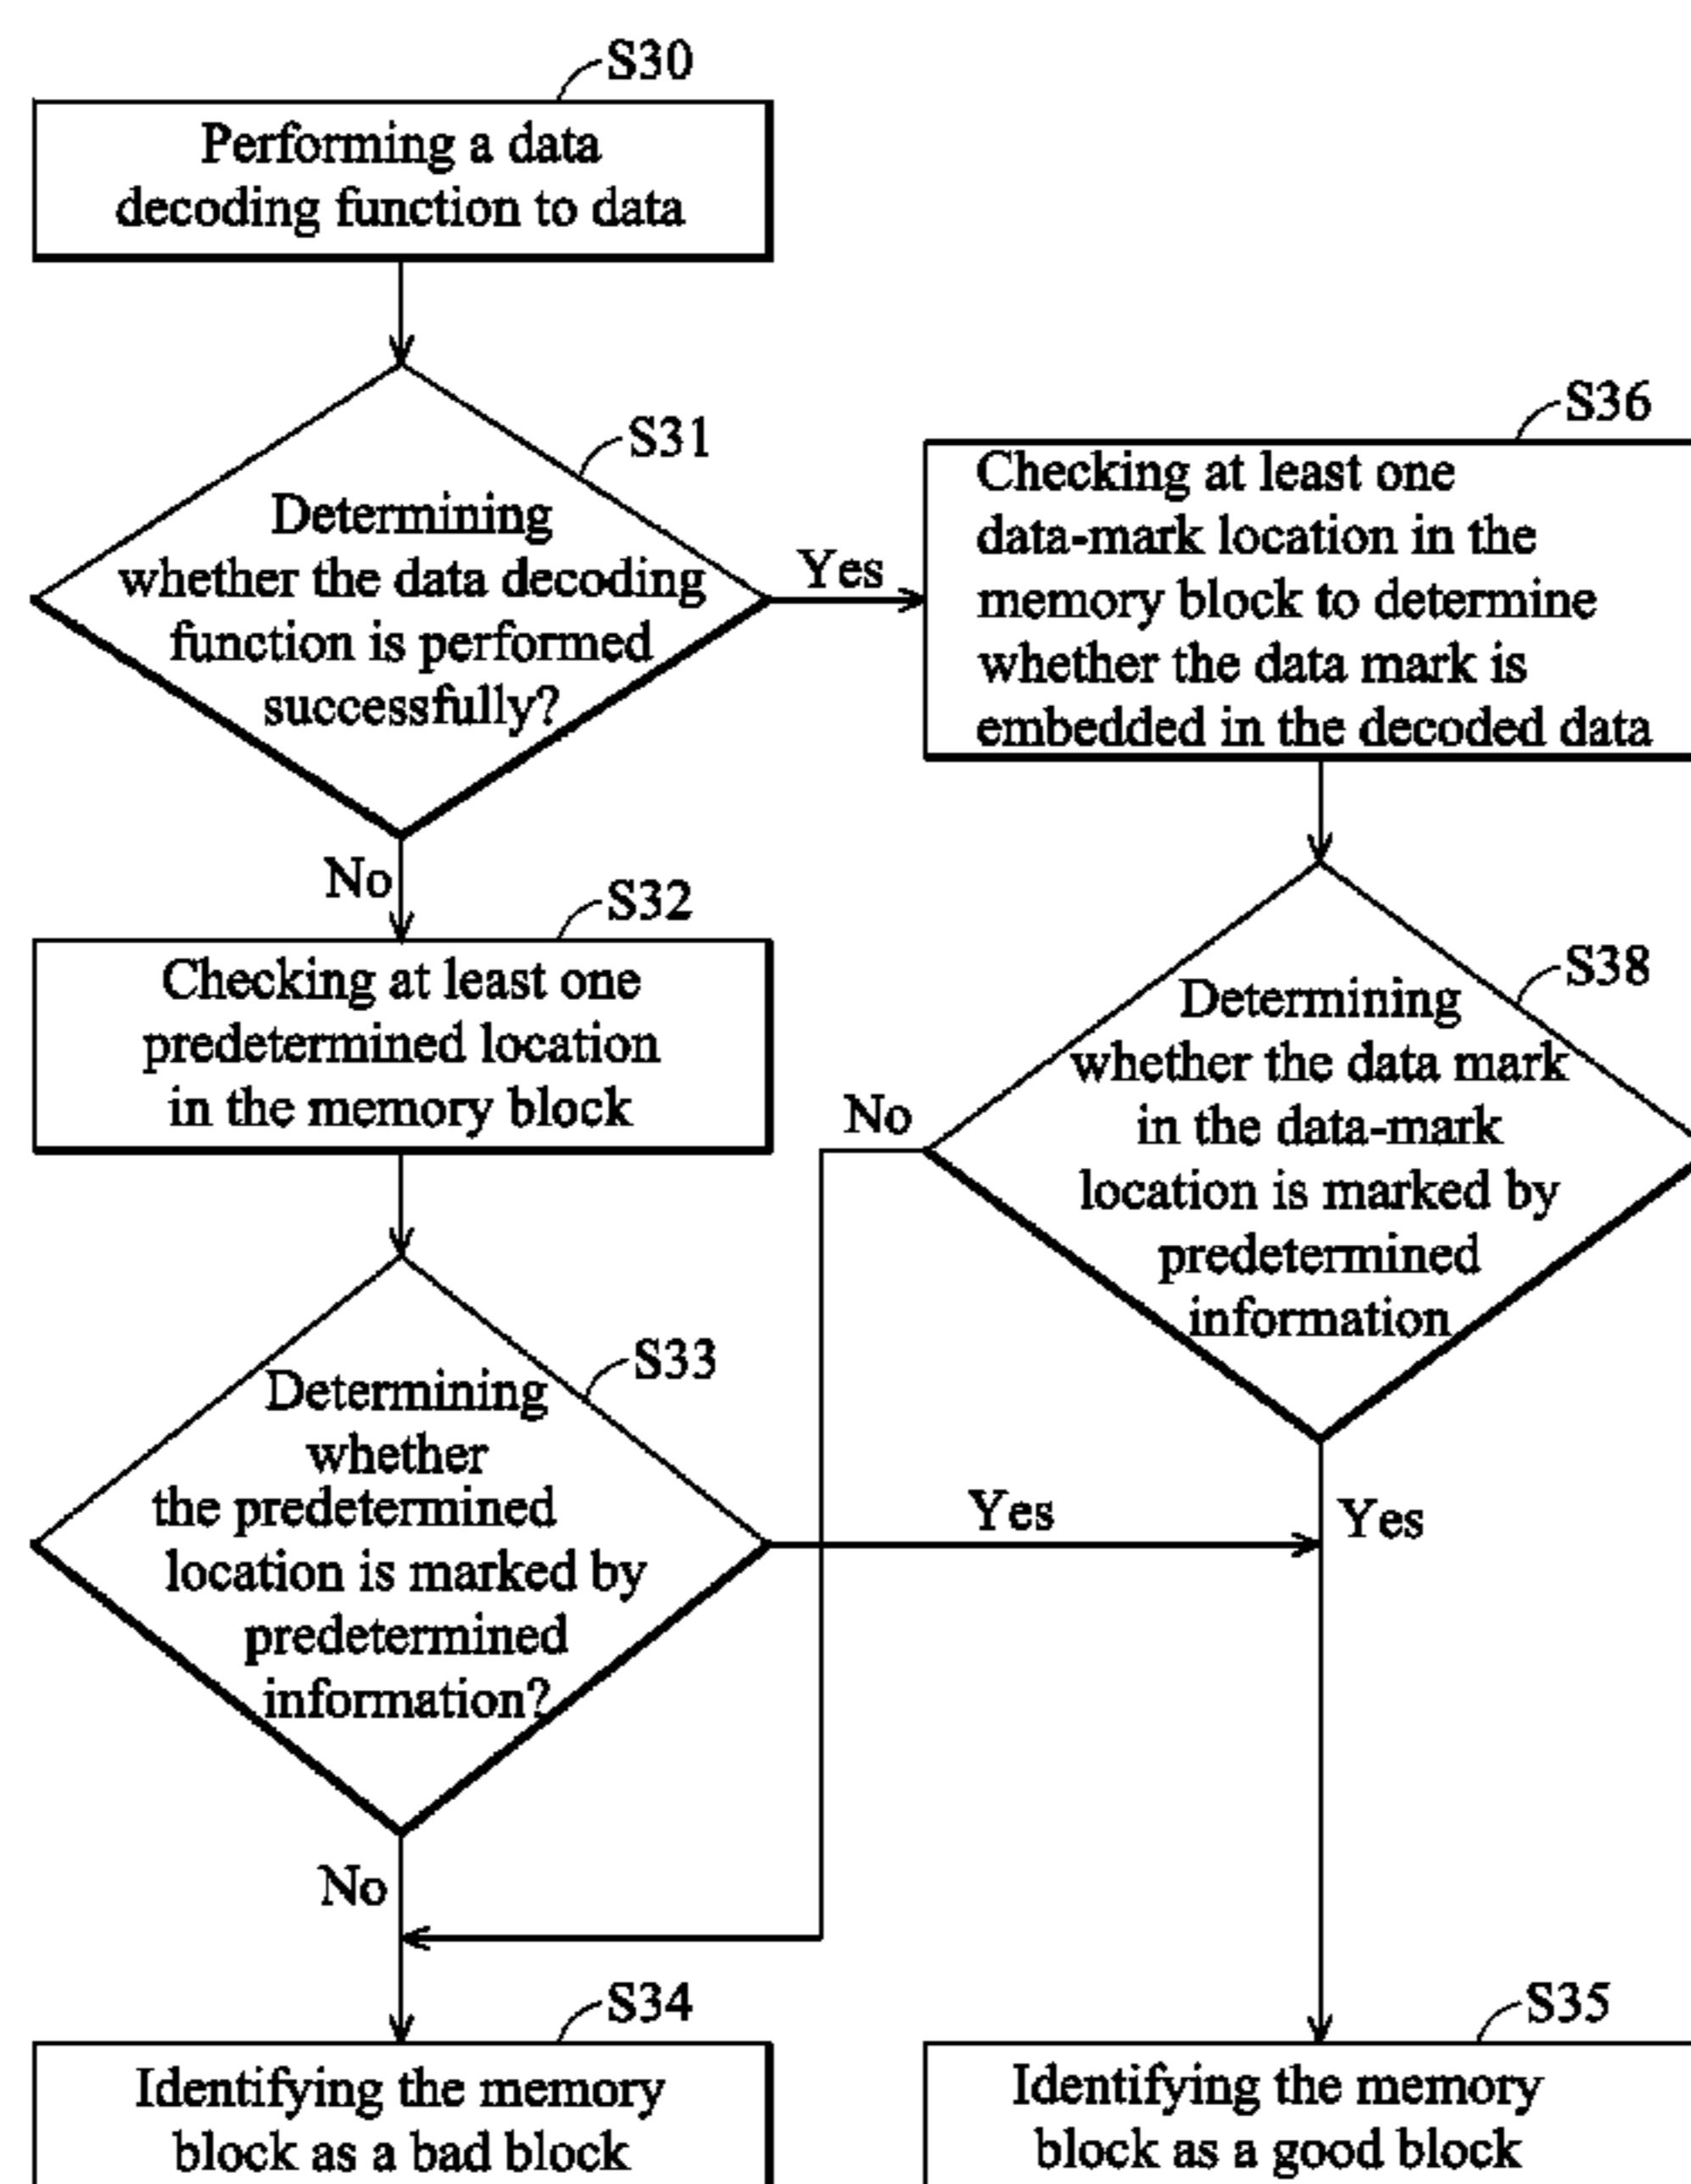 S30
Performing a data
decoding function to data
S31
Determining
whether the data decoding
function is performed
successfully?
Yes
No
S36
Checking at least one
data-mark location in the
memory block to determine
whether the data mark is
embedded in the decoded data
S32
Checking at least one
predetermined location
in the memory block
S38
Determining
whether the data mark
in the data-mark
location is marked by
predetermined
information
No
Yes
S33
Determining
whether
the predetermined
location is marked by
predetermined
information?
Yes
No
S34
Identifying the memory
block as a bad block
S35
Identifying the memory
block as a good block